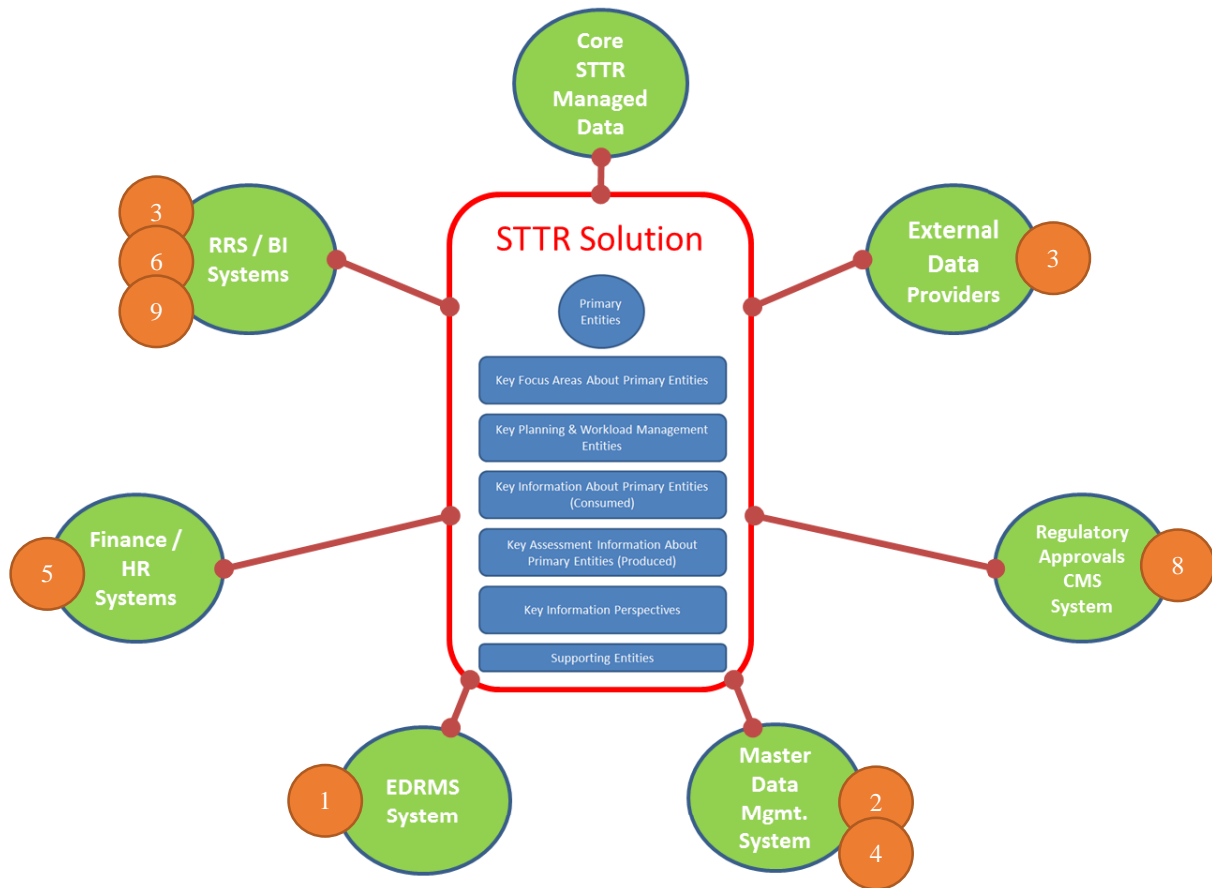 Core
STTR
Managed
Data
3
6
9
RRS / BI
Systems
STTR Solution
External
Data
Providers
3
Primary
Entities
Key Focus Areas About Primary Entities
Key Planning & Workload Management
Entities
Key Information About Primary Entities
(Consumed)
Key Assessment Information About
Primary Entities (Produced)
Key Information Perspectives
Supporting Entities
5
Finance /
HR
Systems
Regulatory
Approvals
CMS
System
8
1
EDRMS
System
Master
Data
Mgmt.
System
2
4